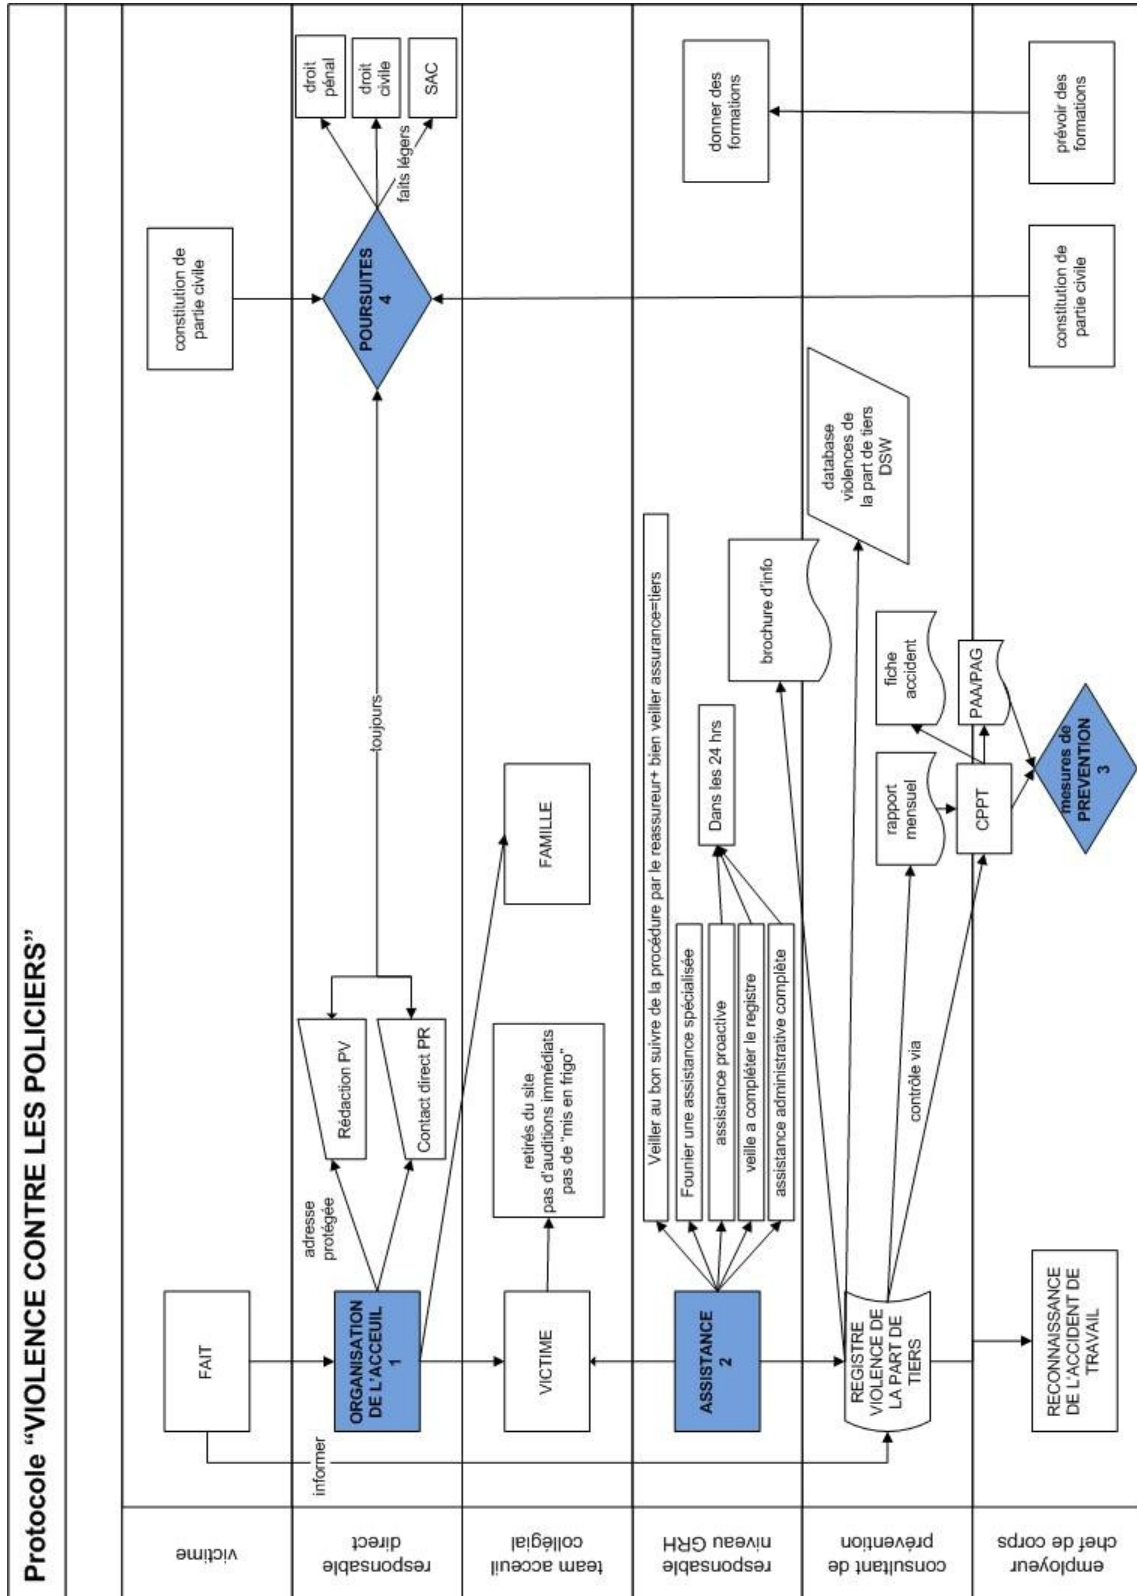 Protocole “VIOLENCE CONTRE LES POLICIERS”
victime
FAIT
constitution de
partie civile
responsable
direct
informer
ORGANISATION
DE L'ACCEUIL
1
adresse
protégée
Rédaction PV
Contact direct PR
toujours
POURSUITES
4
faits légers
droit
pénal
droit
civile
SAC
team acceuil
collégial
VICTIME
retirés du site
pas d'auditions immédiats
pas de “mis en frigo”
FAMILLE
responsable
niveau GRH
ASSISTANCE
2
Veiller au bon suivre de la procédure par le reassureur+ bien veiller assurance=tiers
Founier une assistance spécialisée
assistance proactive
veille a compléter le registre
assistance administrative complète
Dans les 24 hrs
brochure d'info
donner des
formations
consultant de
prévention
REGISTRE
VIOLENCE DE
LA PART DE
TIERS
contrôle via
rapport
mensuel
fiche
accident
database
violences de
la part de tiers
DSW
CPPT
PAA/PAG
employeur
chef de corps
RECONNAISSANCE
DE L'ACCIDENT DE
TRAVAIL
mesures de
PREVENTION
3
constitution de
partie civile
prévoir des
formations